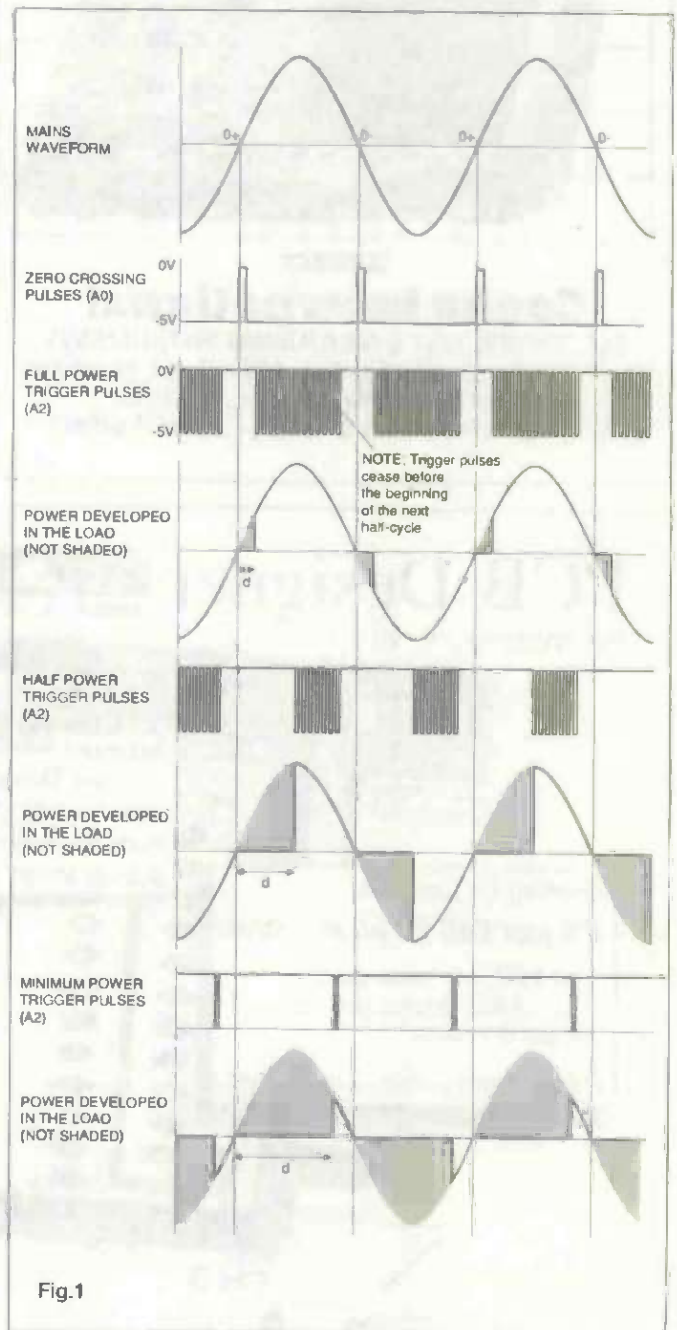 MAINS
WAVEFORM
0+
0-
0+
0-
ZERO CROSSING
PULSES (A0)
0V
-5V
FULL POWER
TRIGGER PULSES
(A2)
0V
-5V
NOTE. Trigger pulses
cease before
the beginning
of the next
half-cycle
POWER DEVELOPED
IN THE LOAD
(NOT SHADED)
d
HALF POWER
TRIGGER PULSES
(A2)
POWER DEVELOPED
IN THE LOAD
(NOT SHADED)
d
MINIMUM POWER
TRIGGER PULSES
(A2)
POWER DEVELOPED
IN THE LOAD
(NOT SHADED)
d
Fig.1